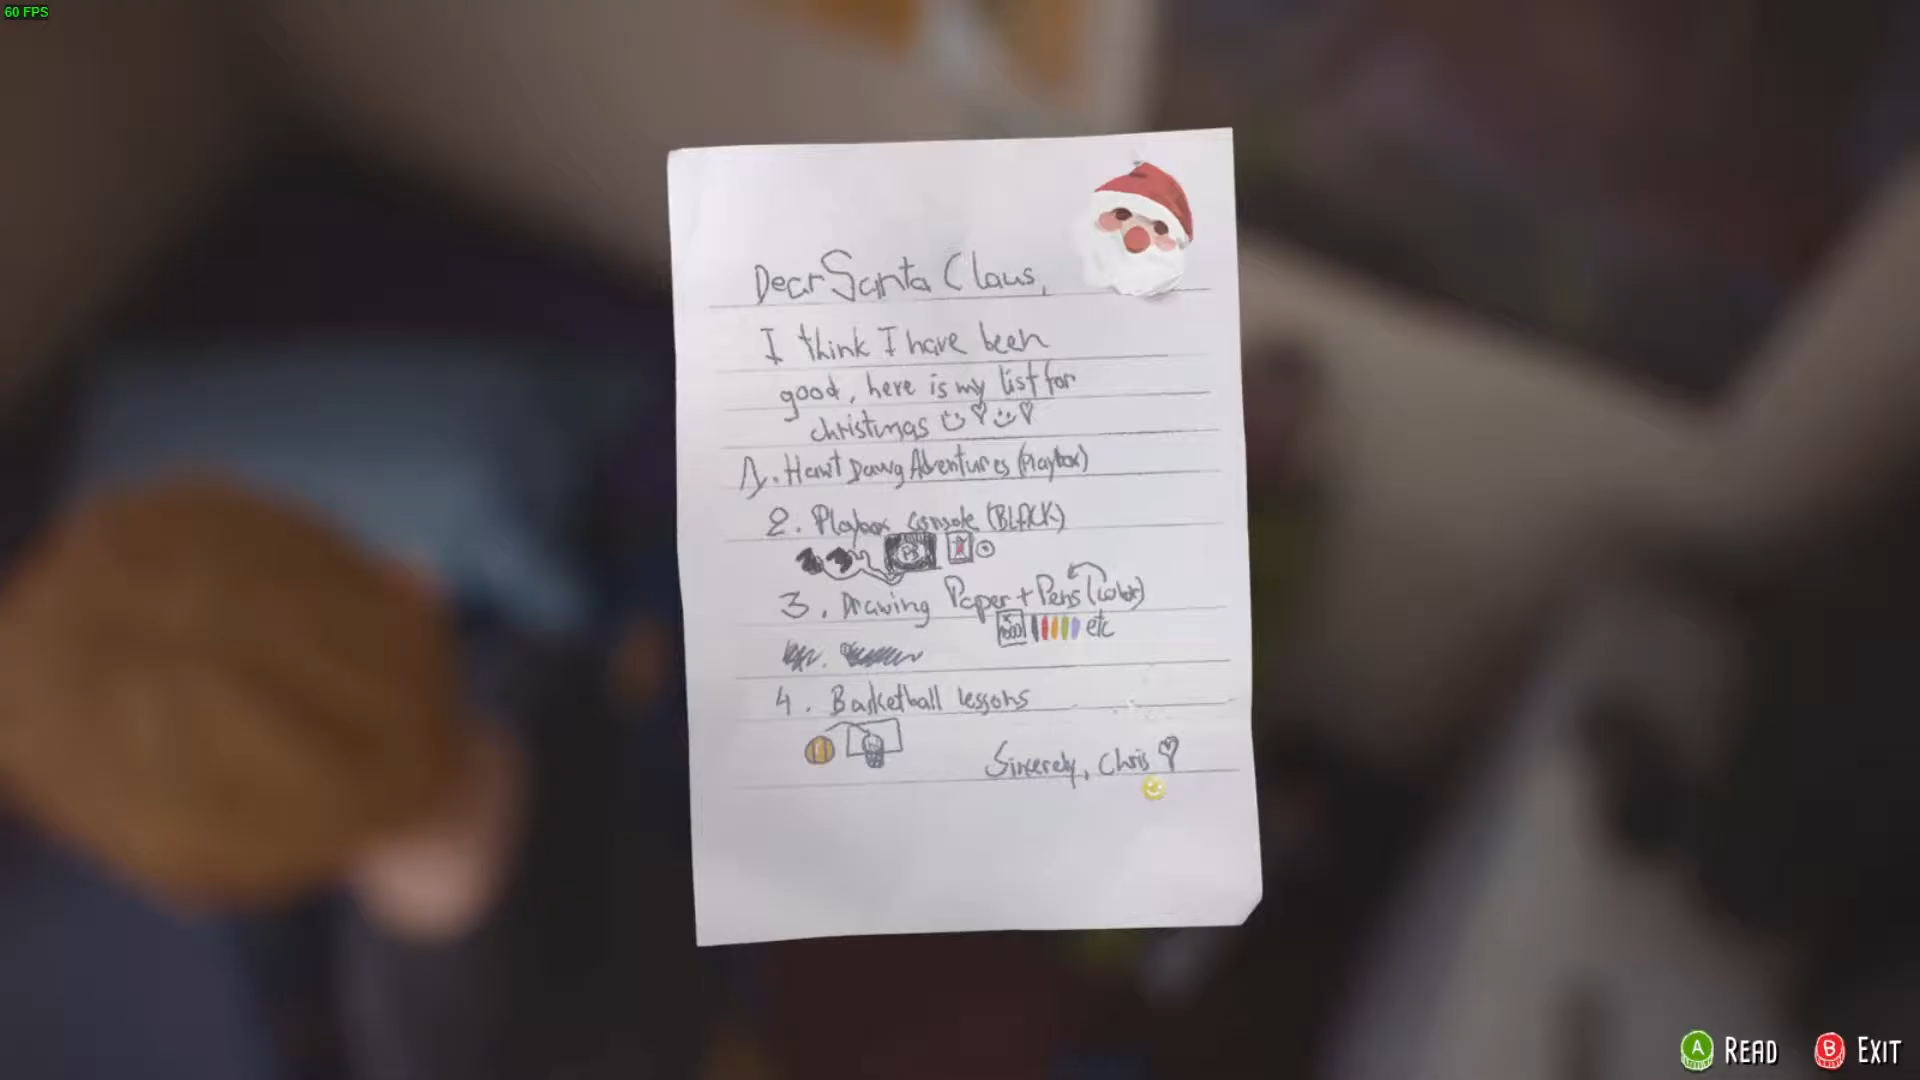 60 FPS
Dear Santa Claus,
I think I have been
good, here is my list for
christmas
1. Hawt Dawg Adventures (Playbox)
2. Playbox console (BLACK)
PB
3. Drawing Paper + Pens (color)
etc
4. Basketball lessons
Sincerely, Chris
A READ B EXIT